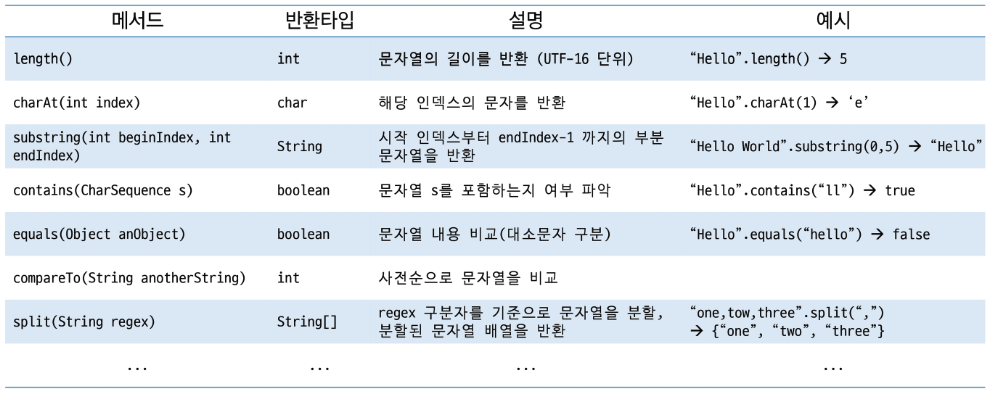 메서드 반환타입 설명 예시
length() int 문자열의 길이를 반환 (UTF-16 단위) “Hello”.length() → 5
charAt(int index) char 해당 인덱스의 문자를 반환 “Hello”.charAt(1) → ‘e’
substring(int beginIndex, int
endIndex) String 시작 인덱스부터 endIndex-1 까지의 부분
문자열을 반환 “Hello World”.substring(0,5) → “Hello”
contains(CharSequence s) boolean 문자열 s를 포함하는지 여부 파악 “Hello”.contains(“ll”) → true
equals(Object anObject) boolean 문자열 내용 비교(대소문자 구분) “Hello”.equals(“hello”) → false
compareTo(String anotherString) int 사전순으로 문자열을 비교
split(String regex) String[] regex 구분자를 기준으로 문자열을 분할,
분할된 문자열 배열을 반환 “one,tow,three”.split(“,”)
→ {“one”, “two”, “three”}
... ... ... ...